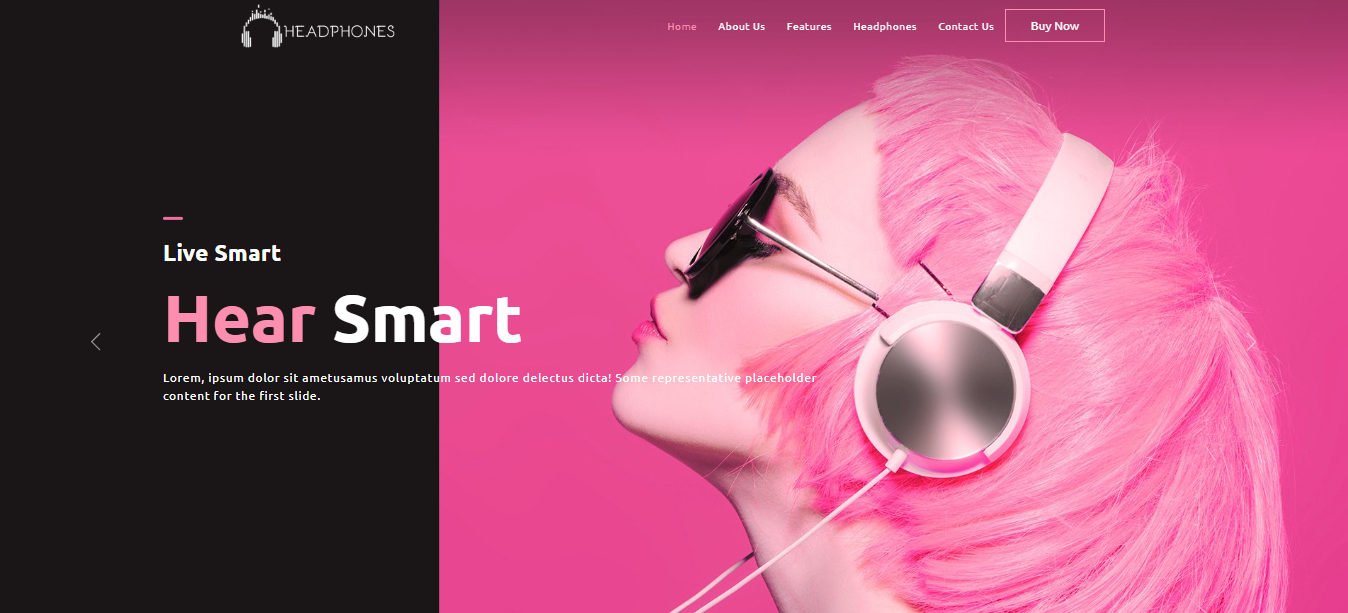 HEADPHONES
Home About Us Features Headphones Contact Us Buy Now
Live Smart
Hear Smart
Lorem, ipsum dolor sit ametusamus voluptatum sed dolore delectus dicta! Some representative placeholder
content for the first slide.